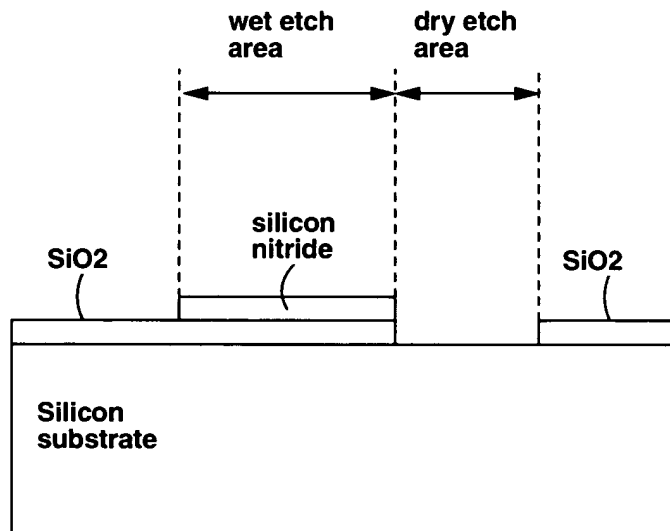 wet etch
area
dry etch
area
silicon
nitride
SiO2
SiO2
Silicon
substrate